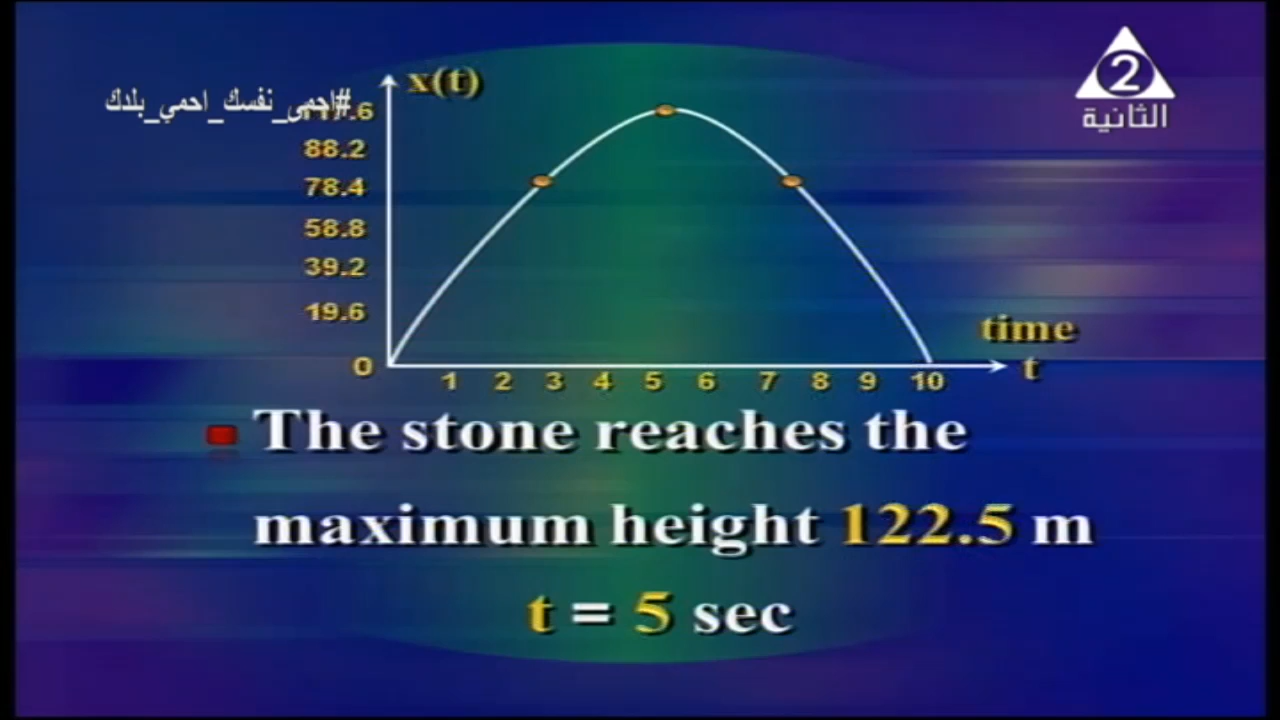 x(t)
2
الثانية
#احمى_نفسك_احمي_بلدك
88.2
78.4
58.8
39.2
19.6
0
time
t
1 2 3 4 5 6 7 8 9 10
The stone reaches the
maximum height 122.5 m
t = 5 sec